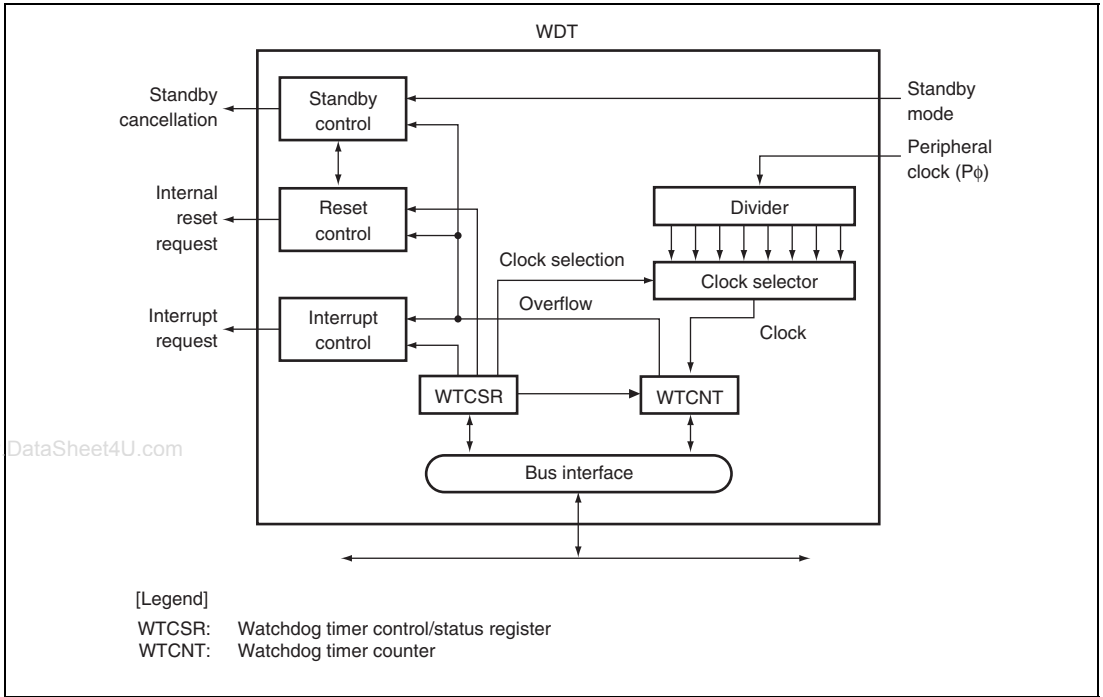 WDT
Standby
cancellation
Standby
control
Standby
mode
Peripheral
clock (Pϕ)
Internal
reset
request
Reset
control
Divider
Clock selection
Clock selector
Overflow
Clock
Interrupt
request
Interrupt
control
WTCSR
WTCNT
DataSheet4U.com
Bus interface
[Legend]
WTCSR: Watchdog timer control/status register
WTCNT: Watchdog timer counter